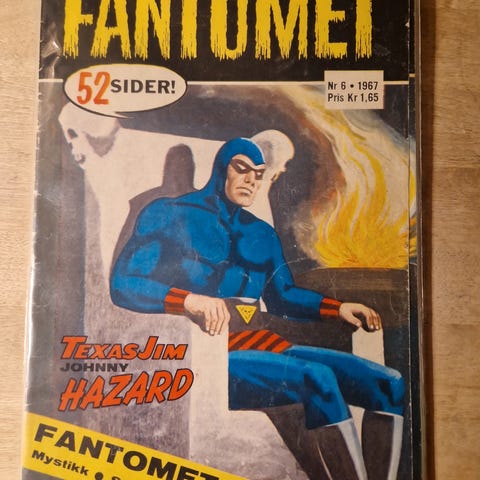 FANTOMET
52 SIDER!
Nr 6 • 1967
Pris Kr 1,65
TEXAS JIM
JOHNNY
HAZARD
FANTOMET
Mystikk •